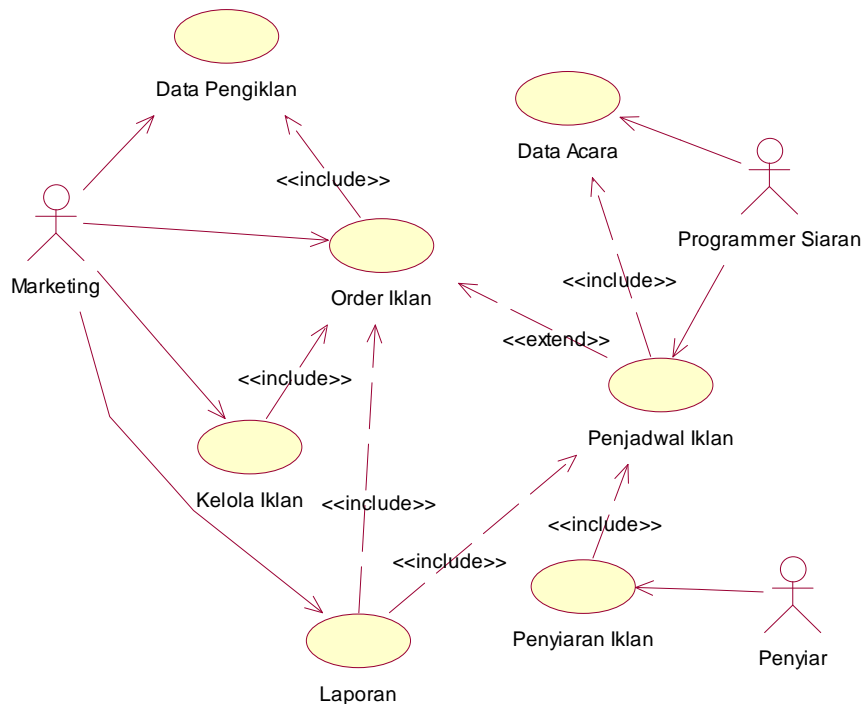 Data Pengiklan
Data Acara
<<include>>
Programmer Siaran
Marketing
Order Iklan
<<include>>
<<extend>>
<<include>>
Penjadwal Iklan
Kelola Iklan
<<include>>
<<include>>
<<include>>
Penyiaran Iklan
Penyiar
Laporan